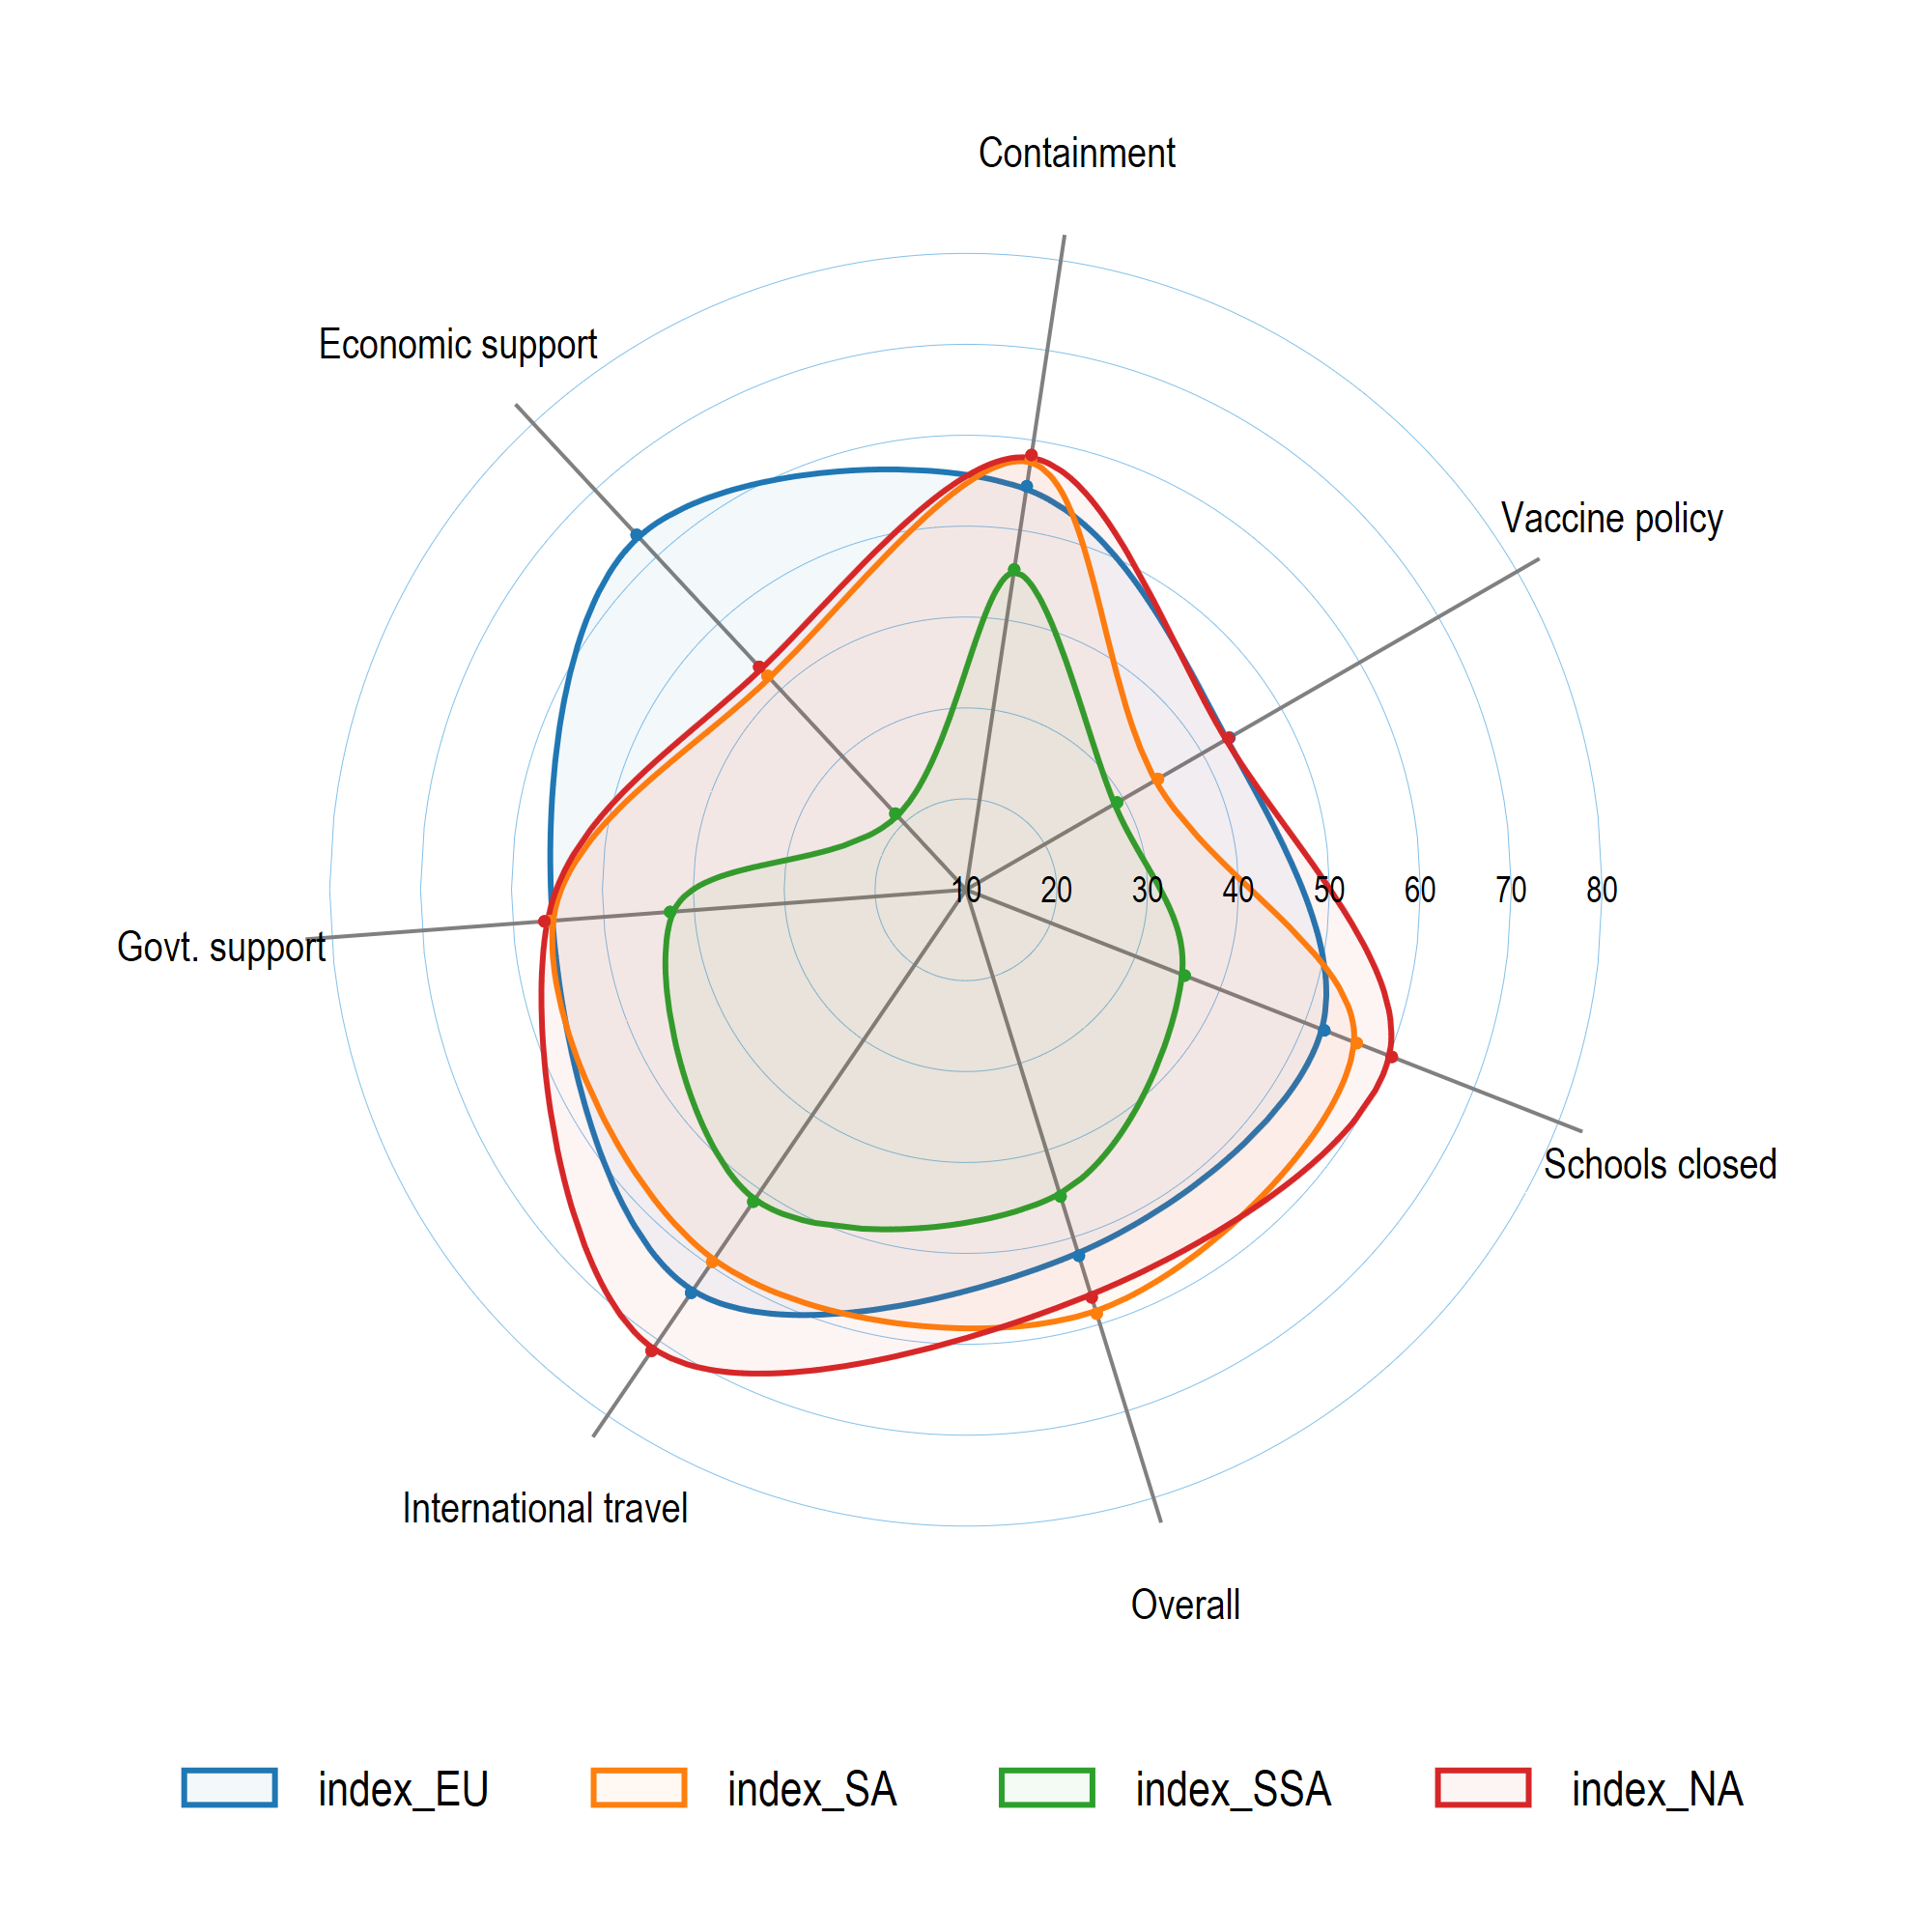 Containment
Economic support
Vaccine policy
10 20 30 40 50 60 70 80
Govt. support
Schools closed
International travel
Overall
index_EU index_SA index_SSA index_NA